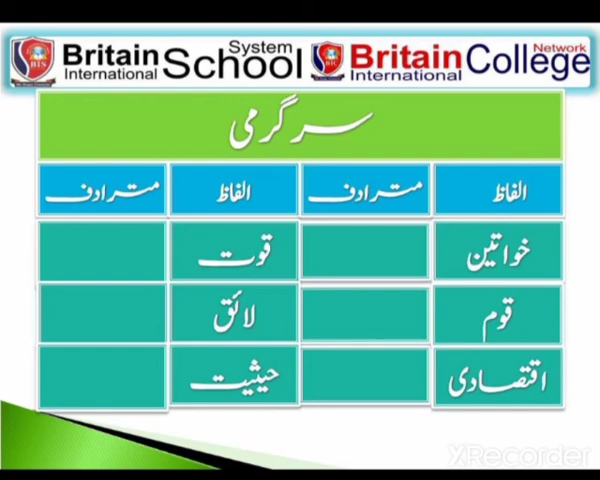 Britain International School System Britain International College Network
سرگرمی
الفاظ مترادف الفاظ مترادف
خواتین قوت
قوم لائق
اقتصادی حیثیت
XRecorder